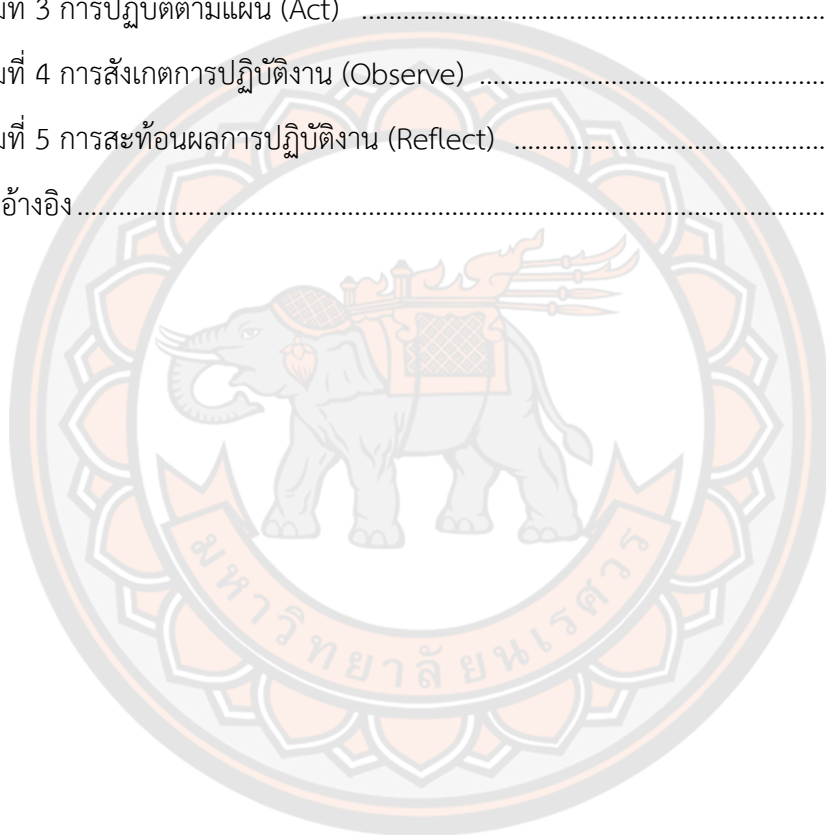 มที่ 3 การปฏิบัติตามแผน (Act) ........................................................................
มที่ 4 การสังเกตการปฏิบัติงาน (Observe) ........................................................
มที่ 5 การสะท้อนผลการปฏิบัติงาน (Reflect) ...................................................
อ้างอิง ........................................................................................................
มหาวิทยาลัยนเรศวร